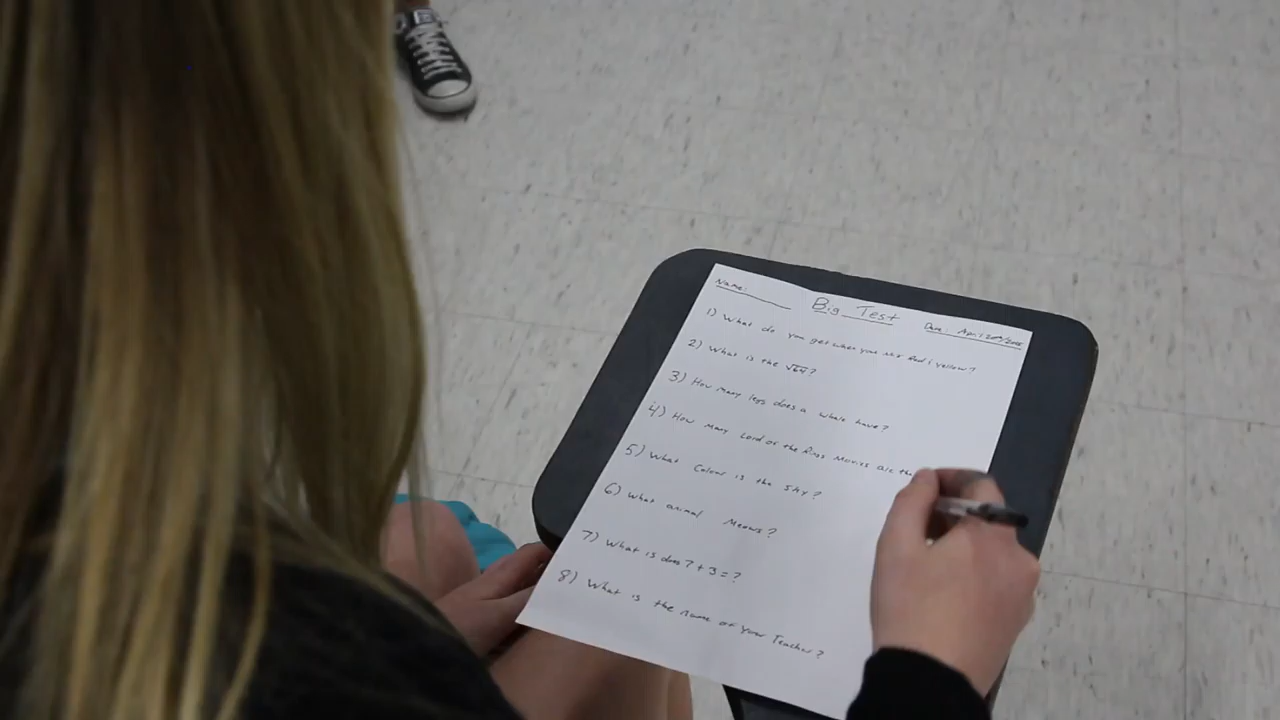 Name: Big Test Date: April
1) What do you get when you mix Red & yellow?
2) What is the √64?
3) How many legs does a whale have?
4) How many Lord of the Rings Movies are the
5) What Colour is the Sky?
6) What animal Meows?
7) What is does 7 + 3 = ?
8) What is the name of your Teacher?